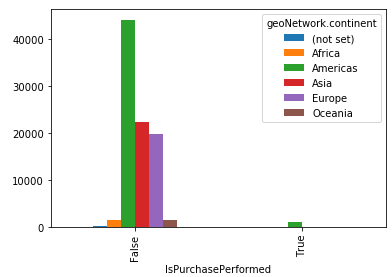 geoNetwork.continent
(not set)
Africa
Americas
Asia
Europe
Oceania
40000
30000
20000
10000
0
False
True
IsPurchasePerformed